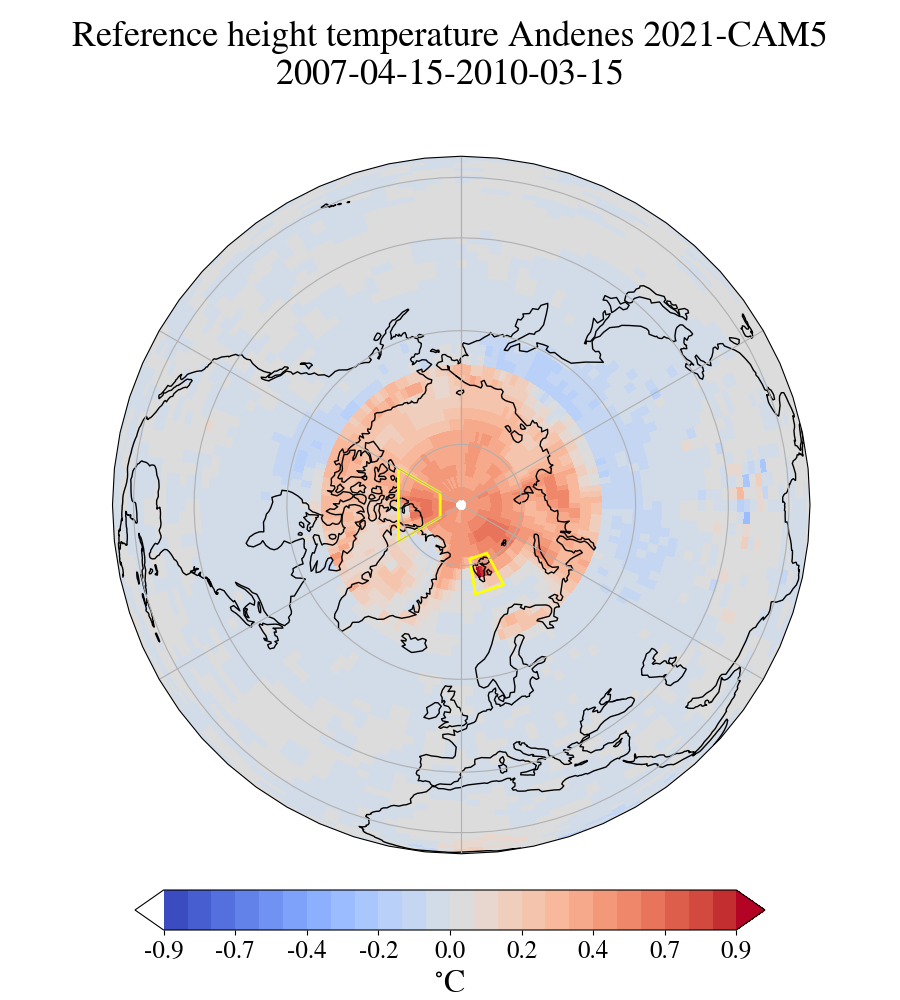 Reference height temperature Andenes 2021-CAM5
2007-04-15-2010-03-15
-0.9 -0.7 -0.4 -0.2 0.0 0.2 0.4 0.7 0.9
°C